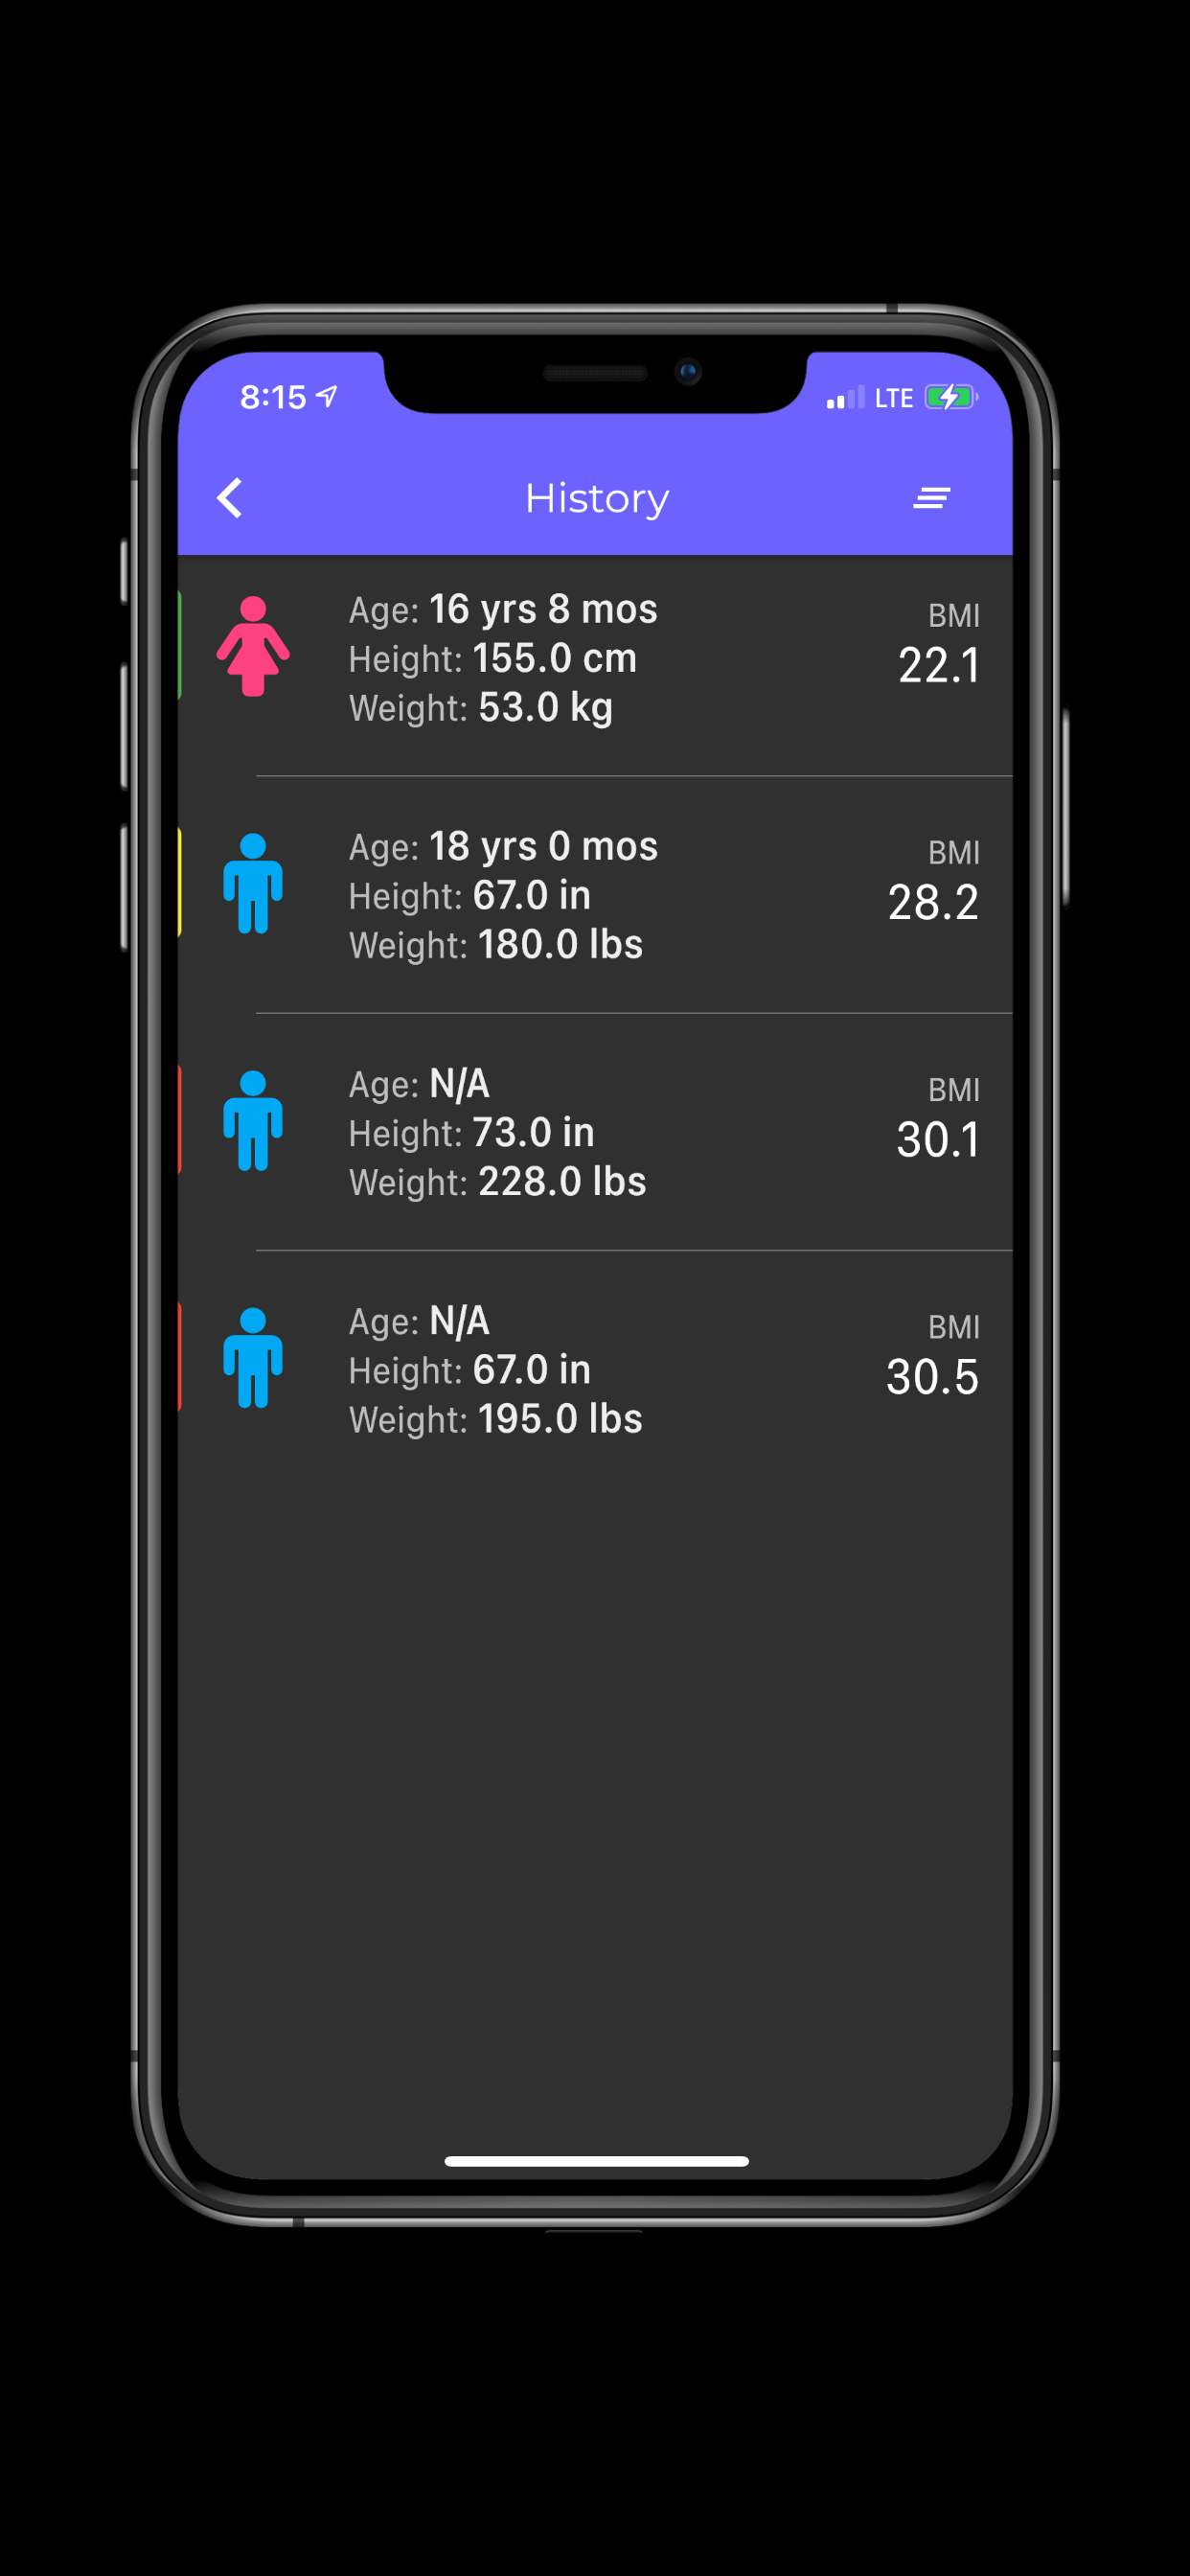 8:15 LTE
History
Age: 16 yrs 8 mos
Height: 155.0 cm
Weight: 53.0 kg
BMI
22.1
Age: 18 yrs 0 mos
Height: 67.0 in
Weight: 180.0 lbs
BMI
28.2
Age: N/A
Height: 73.0 in
Weight: 228.0 lbs
BMI
30.1
Age: N/A
Height: 67.0 in
Weight: 195.0 lbs
BMI
30.5